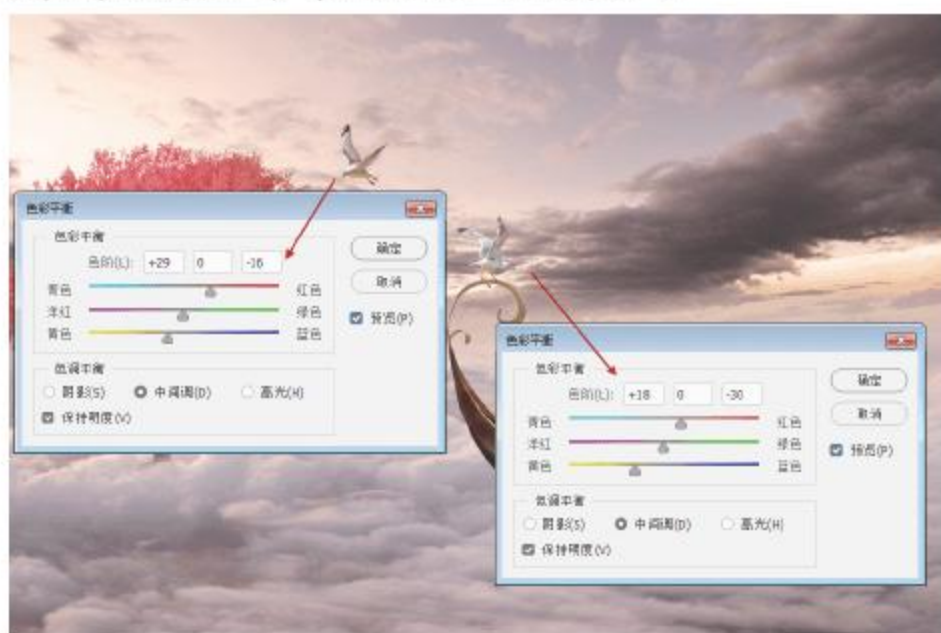 色彩平衡
色彩平衡
色阶(L): +29 0 -16
青色 红色
洋红 绿色
黄色 蓝色
色调平衡
阴影(S) 中间调(D) 高光(H)
保持明度(V)
确定
取消
预览(P)
色彩平衡
色彩平衡
色阶(L): +18 0 -30
青色 红色
洋红 绿色
黄色 蓝色
色调平衡
阴影(S) 中间调(D) 高光(H)
保持明度(V)
确定
取消
预览(P)